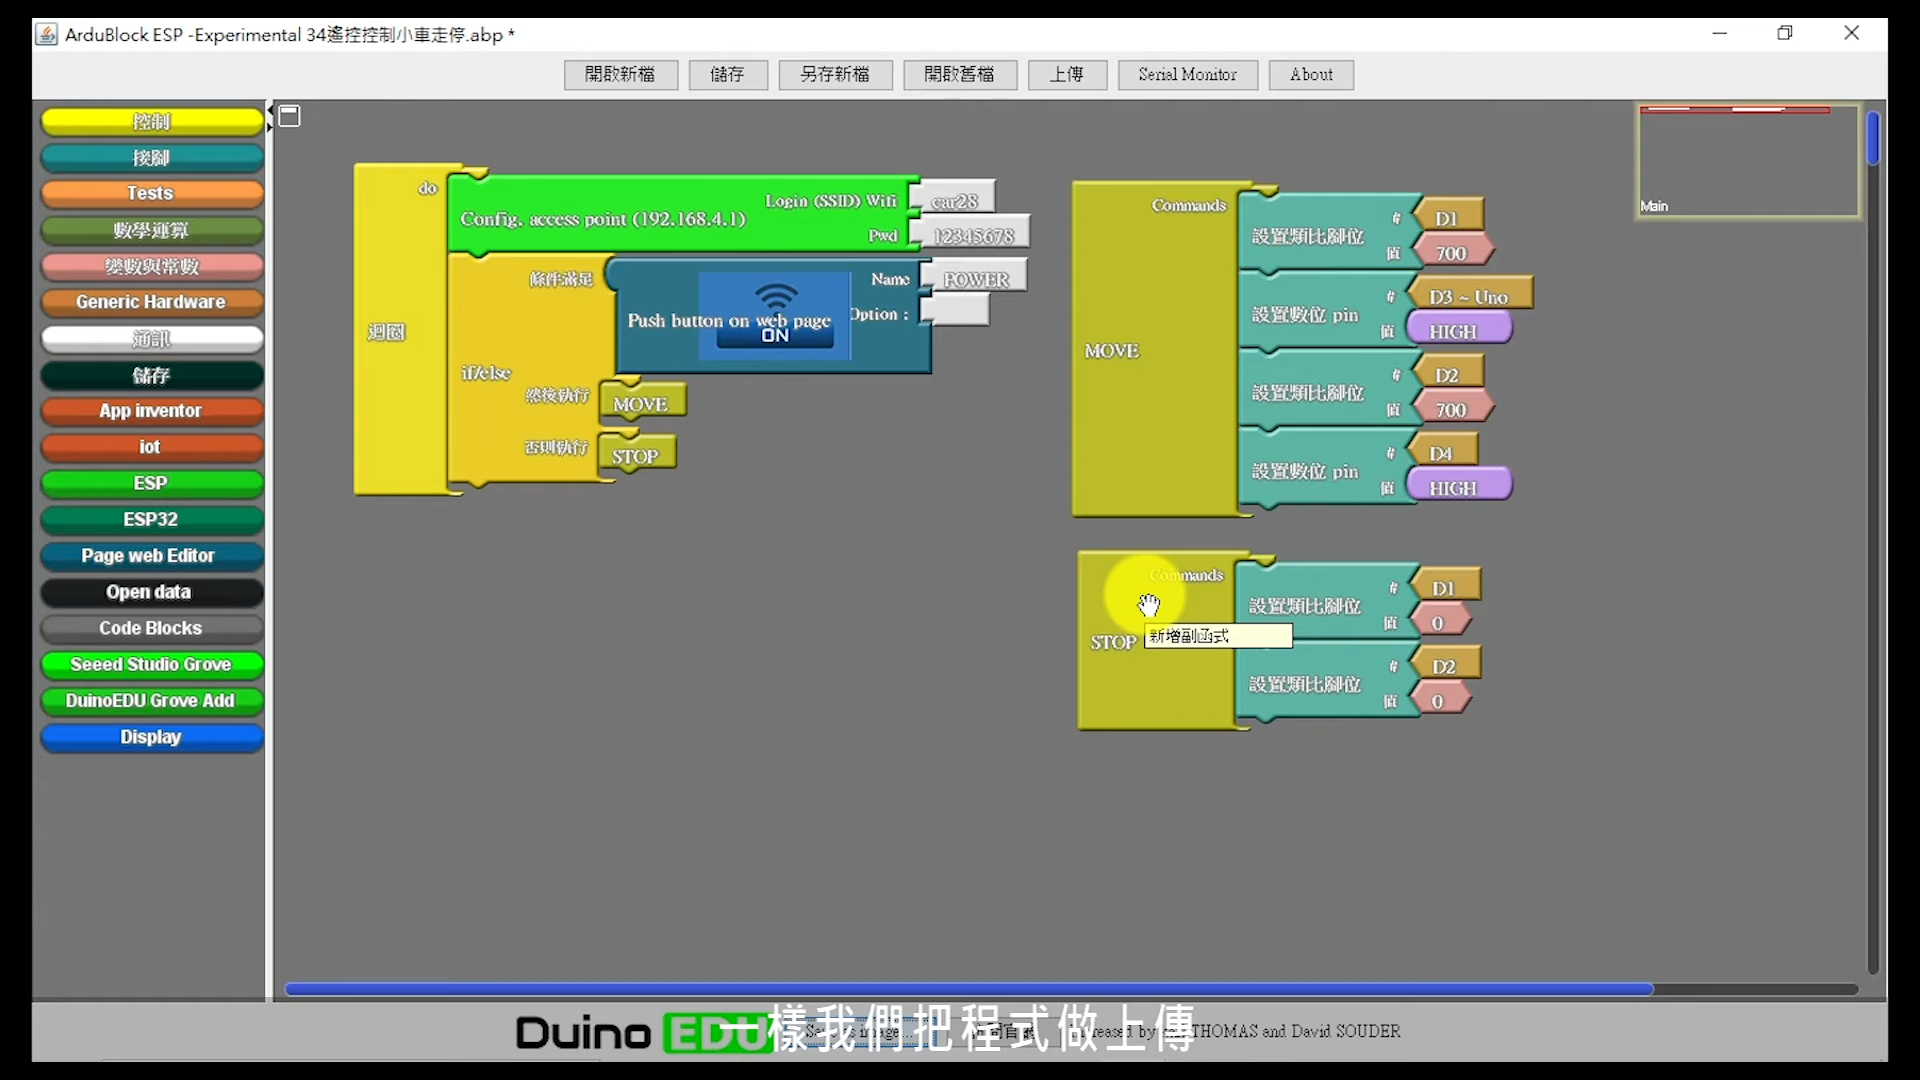 ArduBlock ESP -Experimental 34遙控控制小車走停.abp *
開啟新檔 儲存 另存新檔 開啟舊檔 上傳 Serial Monitor About
控制
接腳
Tests
數學運算
變數與常數
Generic Hardware
通訊
儲存
App inventor
iot
ESP
ESP32
Page web Editor
Open data
Code Blocks
Seeed Studio Grove
DuinoEDU Grove Add
Display
迴圈
do
Config. access point (192.168.4.1)
Login (SSID) Wifi car28
Pwd 12345678
if/else
條件滿足
Push button on web page
ON
Name POWER
Option :
然後執行 MOVE
否則執行 STOP
MOVE
Commands
設置類比腳位 # D1
值 700
設置數位 pin # D3 ~ Uno
值 HIGH
設置類比腳位 # D2
值 700
設置數位 pin # D4
值 HIGH
STOP
Commands
新增副函式
設置類比腳位 # D1
值 0
設置類比腳位 # D2
值 0
Main
Duino EDU
THOMAS and David SOUDER
一樣我們把程式做上傳